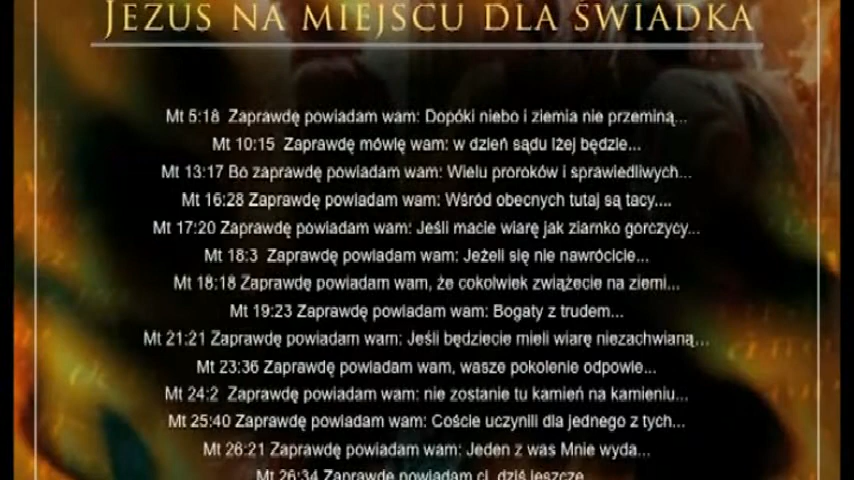 JEZUS NA MIEJSCU DLA ŚWIADKA
Mt 5:18 Zaprawdę powiadam wam: Dopóki niebo i ziemia nie przeminą...
Mt 10:15 Zaprawdę mówię wam: w dzień sądu lżej będzie...
Mt 13:17 Bo zaprawdę powiadam wam: Wielu proroków i sprawiedliwych...
Mt 16:28 Zaprawdę powiadam wam: Wśród obecnych tutaj są tacy....
Mt 17:20 Zaprawdę powiadam wam: Jeśli macie wiarę jak ziarnko gorczycy...
Mt 18:3 Zaprawdę powiadam wam: Jeżeli się nie nawrócicie...
Mt 18:18 Zaprawdę powiadam wam, że cokolwiek zwiążecie na ziemi...
Mt 19:23 Zaprawdę powiadam wam: Bogaty z trudem...
Mt 21:21 Zaprawdę powiadam wam: Jeśli będziecie mieli wiarę niezachwianą...
Mt 23:36 Zaprawdę powiadam wam, wasze pokolenie odpowie...
Mt 24:2 Zaprawdę powiadam wam: nie zostanie tu kamień na kamieniu...
Mt 25:40 Zaprawdę powiadam wam: Coście uczynili dla jednego z tych...
Mt 26:21 Zaprawdę powiadam wam: Jeden z was Mnie wyda...
Mt 26:34 Zaprawdę powiadam ci, dziś jeszcze...